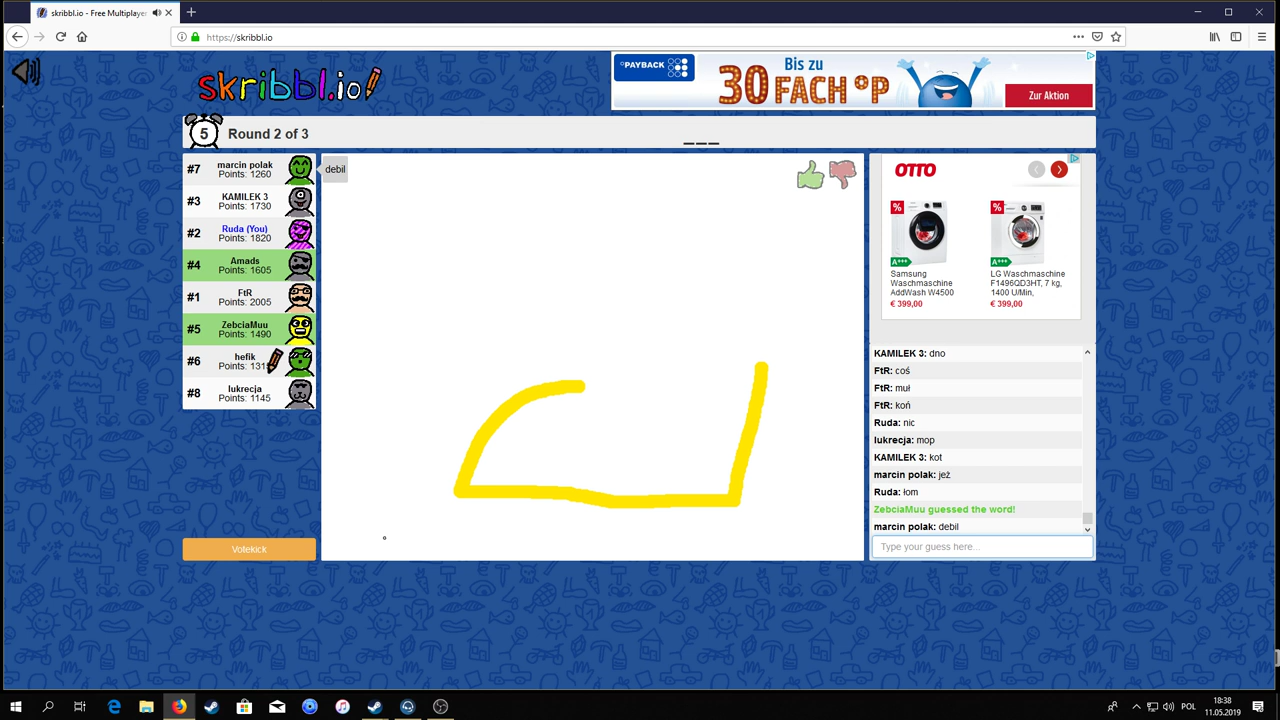 skribbl.io - Free Multiplayer
https://skribbl.io
skribbl.io
°PAYBACK
Bis zu
30 FACH °P
Zur Aktion
5
Round 2 of 3
_ _ _
#7
marcin polak
Points: 1260
debil
#3
KAMILEK 3
Points: 1730
#2
Ruda (You)
Points: 1820
#4
Amads
Points: 1605
#1
FtR
Points: 2005
#5
ZebciaMuu
Points: 1490
#6
hefik
Points: 131
#8
lukrecja
Points: 1145
Votekick
OTTO
%
A+++
Samsung
Waschmaschine
AddWash W4500
€ 399,00
%
A+++
LG Waschmaschine
F1496QD3HT, 7 kg,
1400 U/Min,
€ 399,00
KAMILEK 3: dno
FtR: coś
FtR: muł
FtR: koń
Ruda: nic
lukrecja: mop
KAMILEK 3: kot
marcin polak: jeż
Ruda: łom
ZebciaMuu guessed the word!
marcin polak: debil
Type your guess here...
POL
18:38
11.05.2019